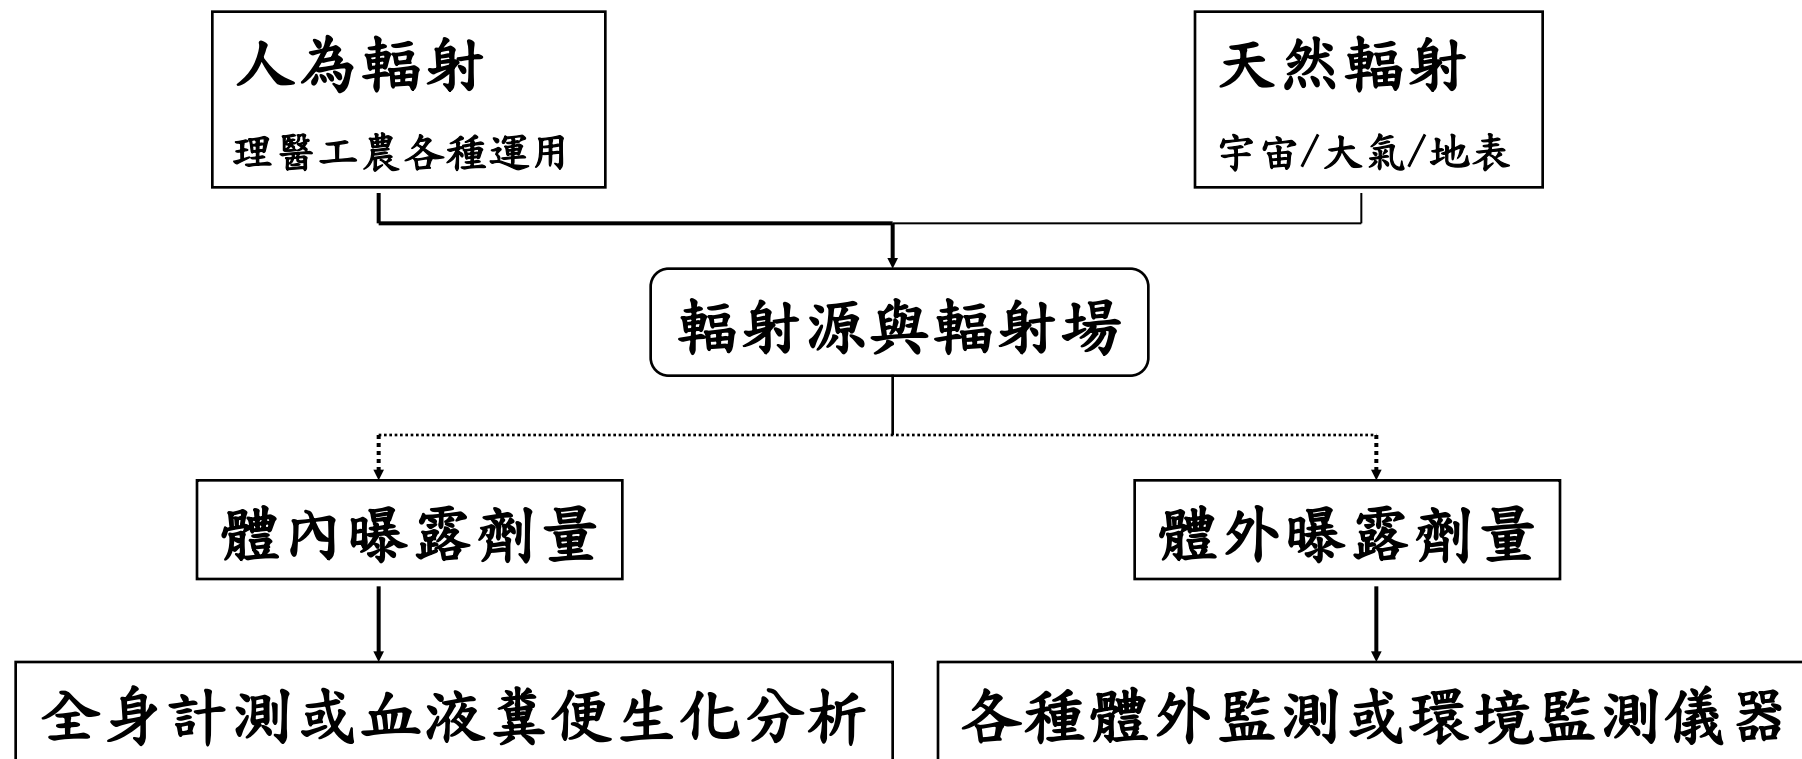 人為輻射
理醫工農各種運用
天然輻射
宇宙/大氣/地表
輻射源與輻射場
體內曝露劑量
體外曝露劑量
全身計測或血液糞便生化分析
各種體外監測或環境監測儀器